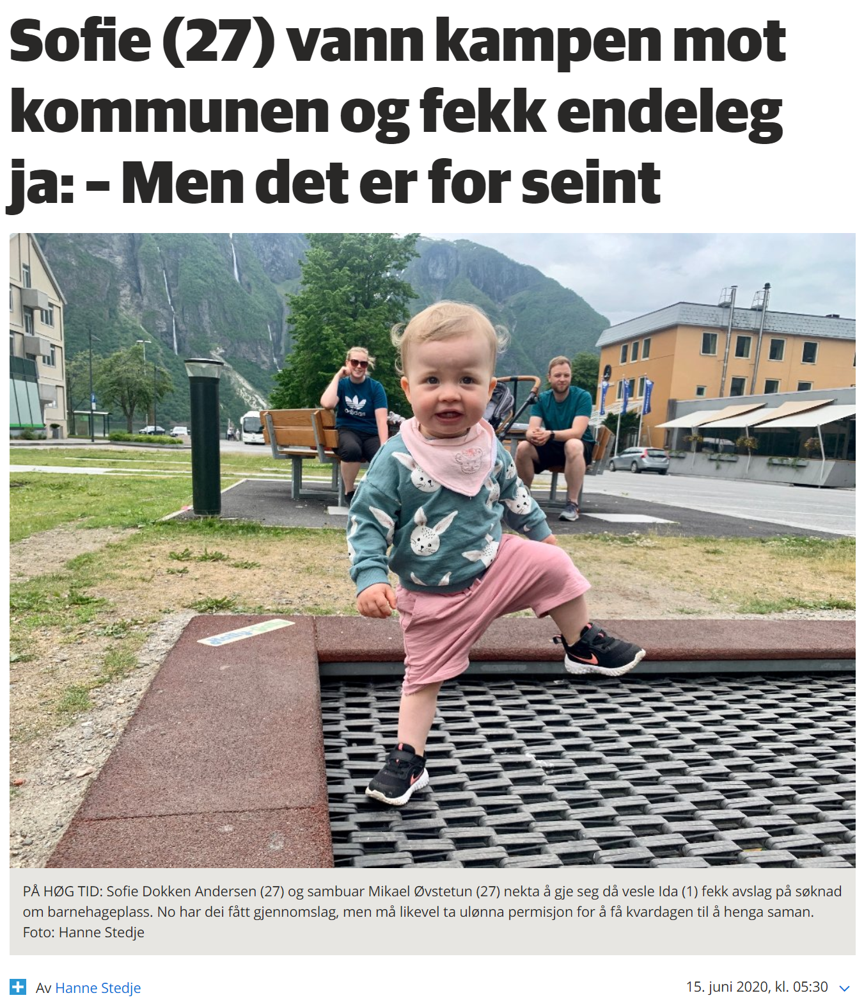 Sofie (27) vann kampen mot
kommunen og fekk endeleg
ja: – Men det er for seint
adidas
PÅ HØG TID: Sofie Dokken Andersen (27) og sambuar Mikael Øvstetun (27) nekta å gje seg då vesle Ida (1) fekk avslag på søknad
om barnehageplass. No har dei fått gjennomslag, men må likevel ta ulønna permisjon for å få kvardagen til å henga saman.
Foto: Hanne Stedje
Av Hanne Stedje
15. juni 2020, kl. 05:30